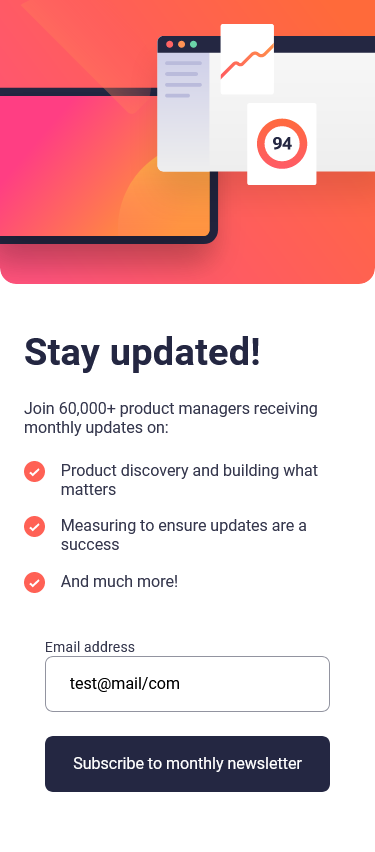 94
Stay updated!
Join 60,000+ product managers receiving
monthly updates on:
Product discovery and building what
matters
Measuring to ensure updates are a
success
And much more!
Email address
test@mail/com
Subscribe to monthly newsletter